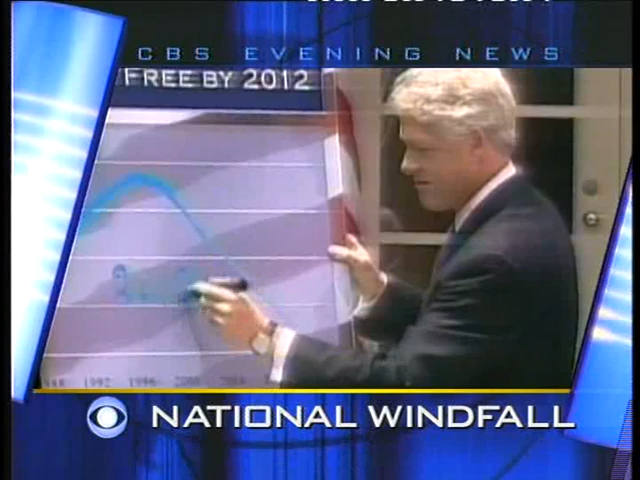 CBS EVENING NEWS
/FREE BY 2012
1992 1996 2000
NATIONAL WINDFALL